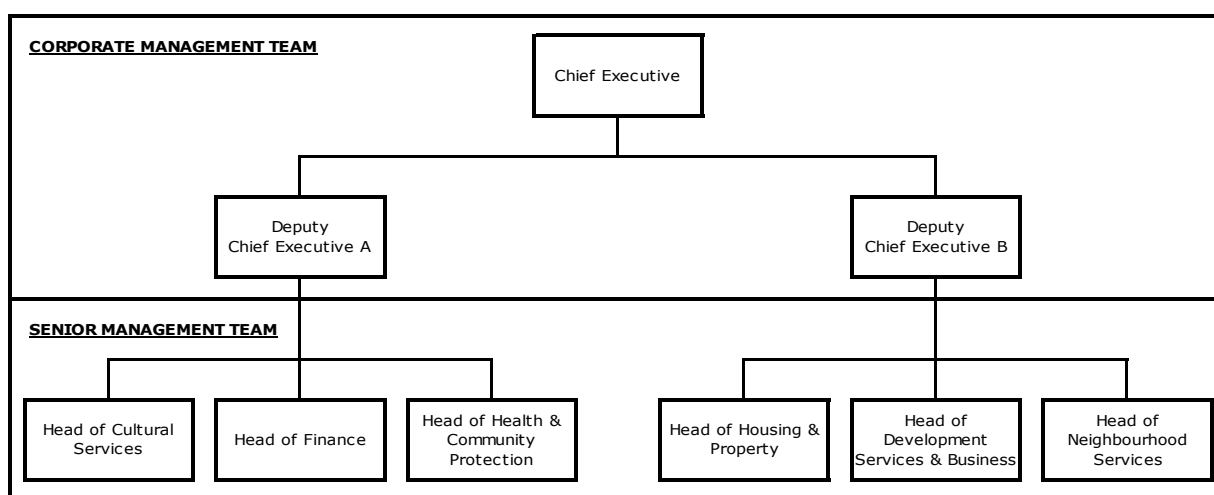 CORPORATE MANAGEMENT TEAM
Chief Executive
Deputy
Chief Executive A
Deputy
Chief Executive B
SENIOR MANAGEMENT TEAM
Head of Cultural
Services
Head of Finance
Head of Health &
Community
Protection
Head of Housing &
Property
Head of
Development
Services & Business
Head of
Neighbourhood
Services